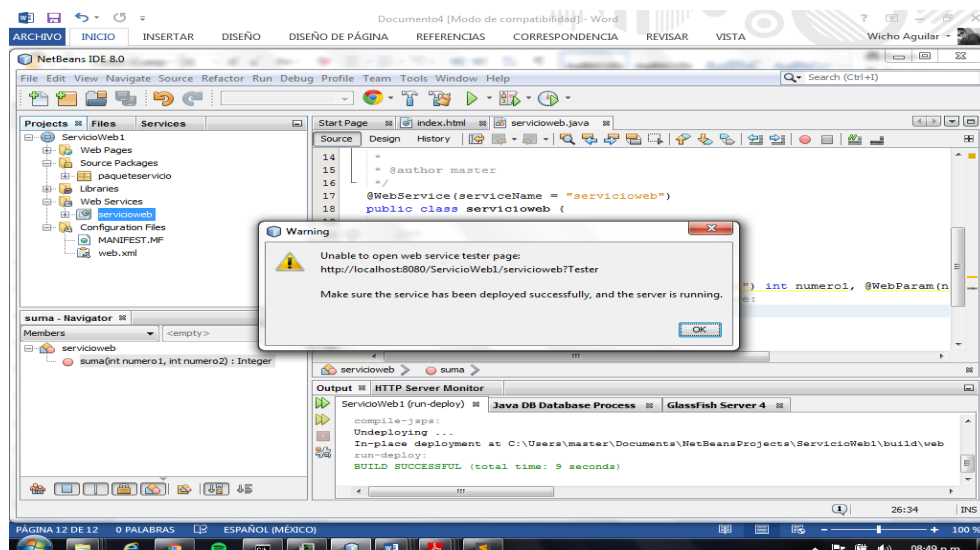 Documento4 [Modo de compatibilidad] - Word
ARCHIVO INICIO INSERTAR DISEÑO DISEÑO DE PÁGINA REFERENCIAS CORRESPONDENCIA REVISAR VISTA Wicho Aguilar
NetBeans IDE 8.0
File Edit View Navigate Source Refactor Run Debug Profile Team Tools Window Help
Search (Ctrl+I)
Projects Files Services
Start Page index.html servicioweb.java
Source Design History
ServicioWeb1
Web Pages
Source Packages
paqueteservicio
Libraries
Web Services
servicioweb
Configuration Files
MANIFEST.MF
web.xml
14 *
15 * @author master
16 */
17 @WebService(serviceName = "servicioweb")
18 public class servicioweb {
") int numero1, @WebParam(n
e:
Warning
Unable to open web service tester page:
http://localhost:8080/ServicioWeb1/servicioweb?Tester
Make sure the service has been deployed successfully, and the server is running.
OK
suma - Navigator
Members <empty>
servicioweb
suma(int numero1, int numero2) : Integer
servicioweb suma
Output HTTP Server Monitor
ServicioWeb1 (run-deploy) Java DB Database Process GlassFish Server 4
compile-jsps:
Undeploying ...
In-place deployment at C:\Users\master\Documents\NetBeansProjects\ServicioWeb1\build\web
run-deploy:
BUILD SUCCESSFUL (total time: 9 seconds)
26:34 INS
PÁGINA 12 DE 12 0 PALABRAS ESPAÑOL (MÉXICO) 100 %
08:49 p.m.